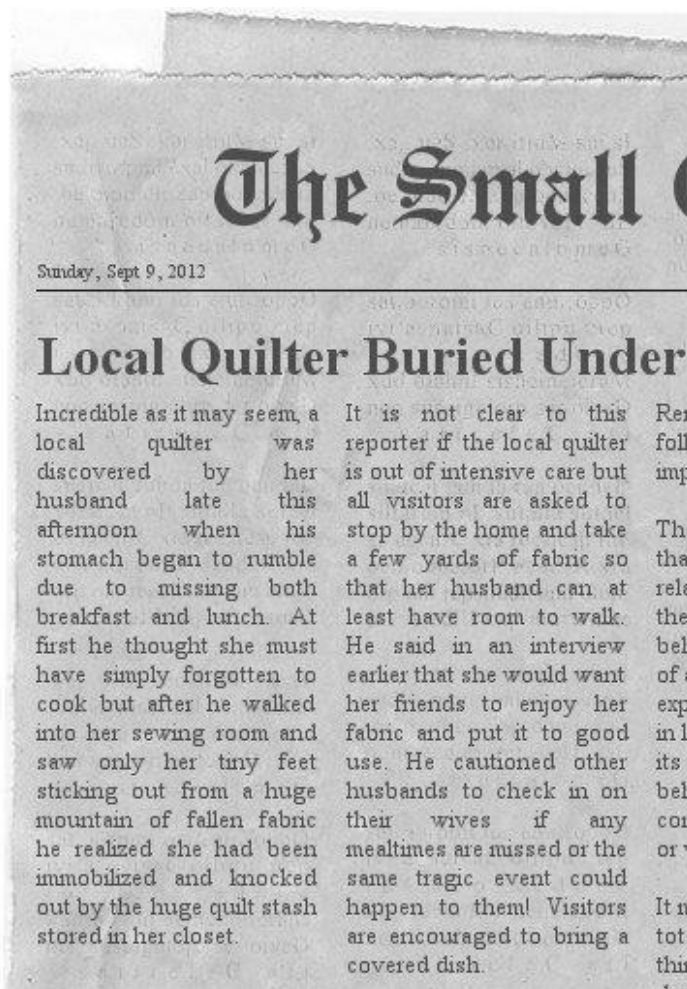 The Small
Sunday, Sept 9, 2012
Local Quilter Buried Under
Incredible as it may seem, a
local quilter was
discovered by her
husband late this
afternoon when his
stomach began to rumble
due to missing both
breakfast and lunch. At
first he thought she must
have simply forgotten to
cook but after he walked
into her sewing room and
saw only her tiny feet
sticking out from a huge
mountain of fallen fabric
he realized she had been
immobilized and knocked
out by the huge quilt stash
stored in her closet.
It is not clear to this
reporter if the local quilter
is out of intensive care but
all visitors are asked to
stop by the home and take
a few yards of fabric so
that her husband can at
least have room to walk.
He said in an interview
earlier that she would want
her friends to enjoy her
fabric and put it to good
use. He cautioned other
husbands to check in on
their wives if any
mealtimes are missed or the
same tragic event could
happen to them! Visitors
are encouraged to bring a
covered dish.